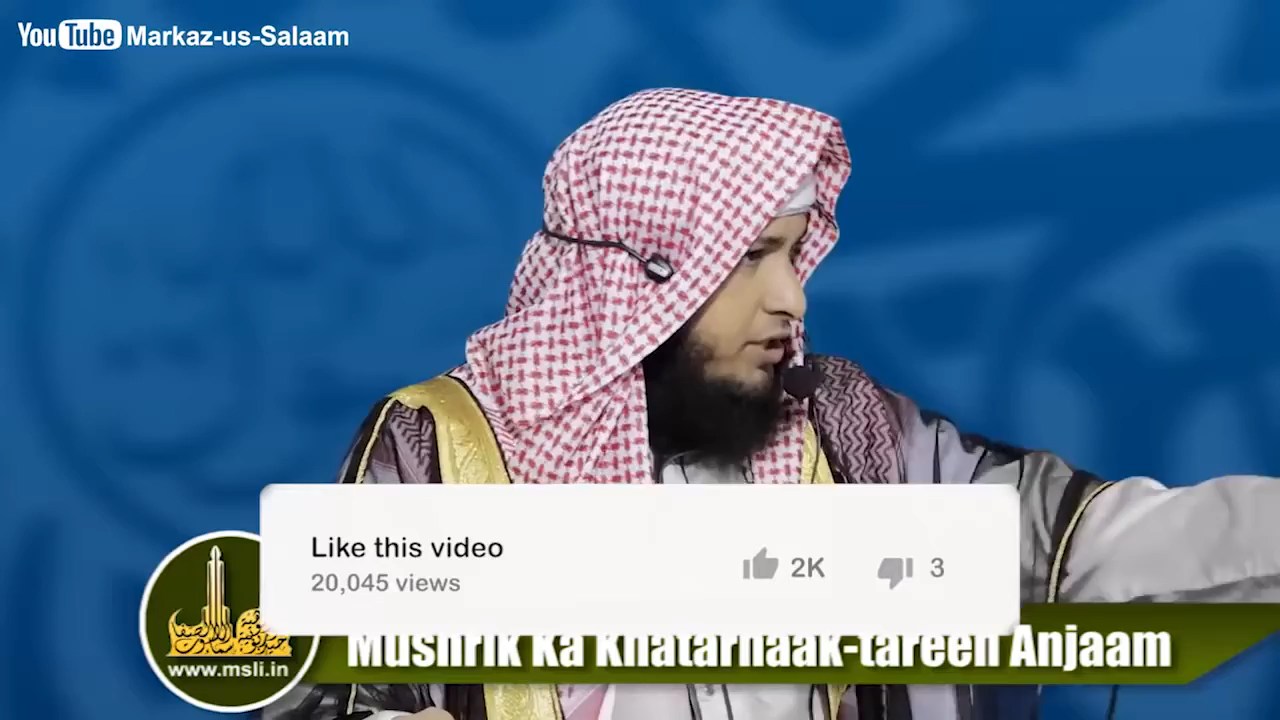 YouTube Markaz-us-Salaam
Like this video
20,045 views
2K
3
www.msli.in
Mushrik Ka Khatarnaak-tareen Anjaam